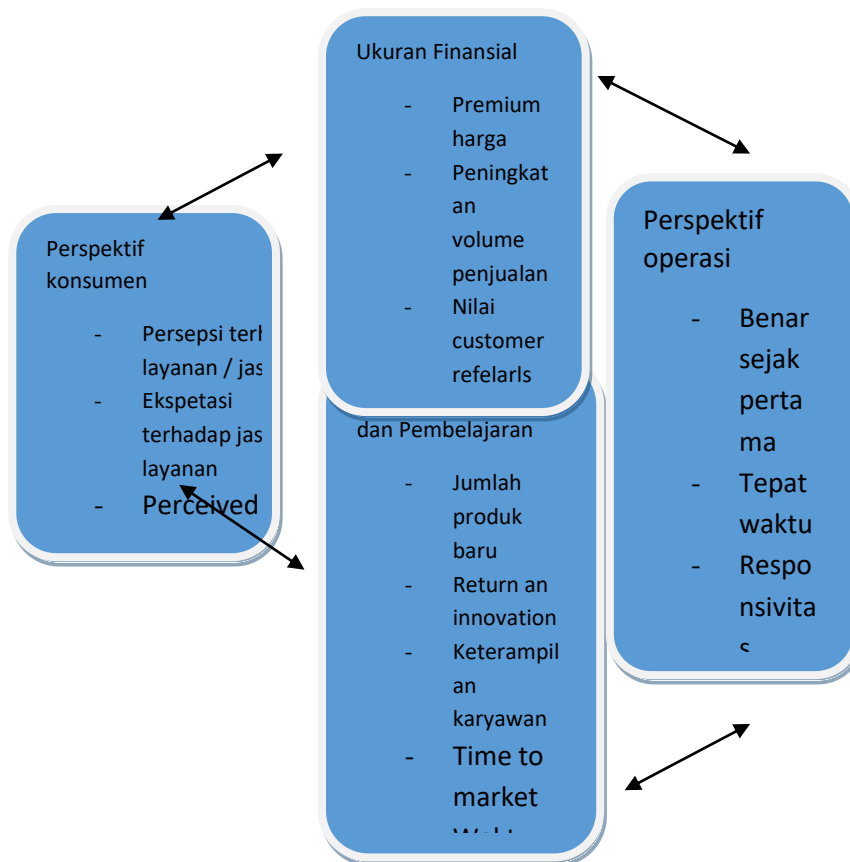 Ukuran Finansial
- Premium
harga
- Peningkat
an
volume
penjualan
- Nilai
customer
refelarls
Perspektif
konsumen
- Persepsi
layanan /
- Ekspetasi
terhadap
layanan
- Perceived
dan Pembelajaran
- Jumlah
produk
baru
- Return an
innovation
- Keterampil
an
karyawan
- Time to
market
Perspektif
operasi
- Benar
sejak
perta
ma
- Tepat
waktu
- Respo
nsivita
s